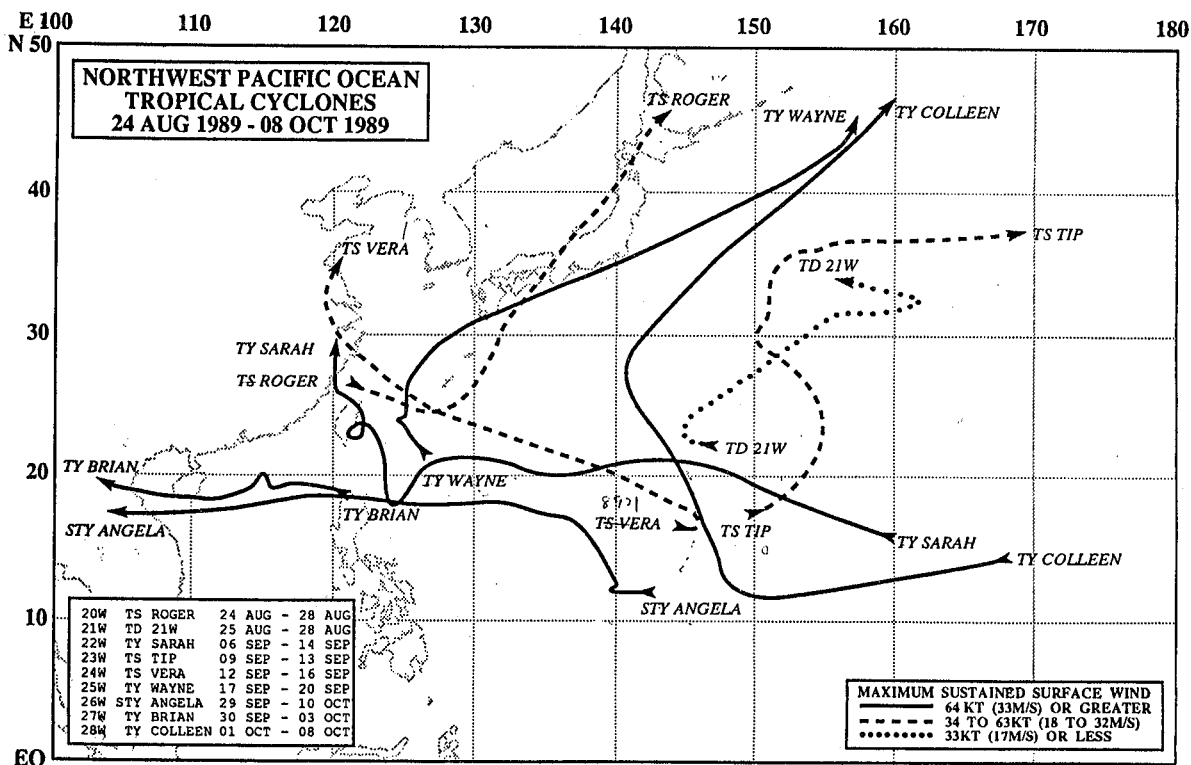 E 100 110 120 130 140 150 160 170 180
N 50
NORTHWEST PACIFIC OCEAN
TROPICAL CYCLONES
24 AUG 1989 - 08 OCT 1989
TS ROGER
TY WAYNE
TY COLLEEN
40
TS VERA
TS TIP
TD 21W
30
TY SARAH
TS ROGER
TD 21W
20
TY BRIAN
TY WAYNE
TY BRIAN
STY ANGELA
TS VERA
TS TIP
TY SARAH
TY COLLEEN
STY ANGELA
10
20W TS ROGER 24 AUG - 28 AUG
21W TD 21W 25 AUG - 28 AUG
22W TY SARAH 06 SEP - 14 SEP
23W TS TIP 09 SEP - 13 SEP
24W TS VERA 12 SEP - 16 SEP
25W TY WAYNE 17 SEP - 20 SEP
26W STY ANGELA 29 SEP - 10 OCT
27W TY BRIAN 30 SEP - 03 OCT
28W TY COLLEEN 01 OCT - 08 OCT
MAXIMUM SUSTAINED SURFACE WIND
64 KT (33M/S) OR GREATER
34 TO 63KT (18 TO 32M/S)
33KT (17M/S) OR LESS
EQ